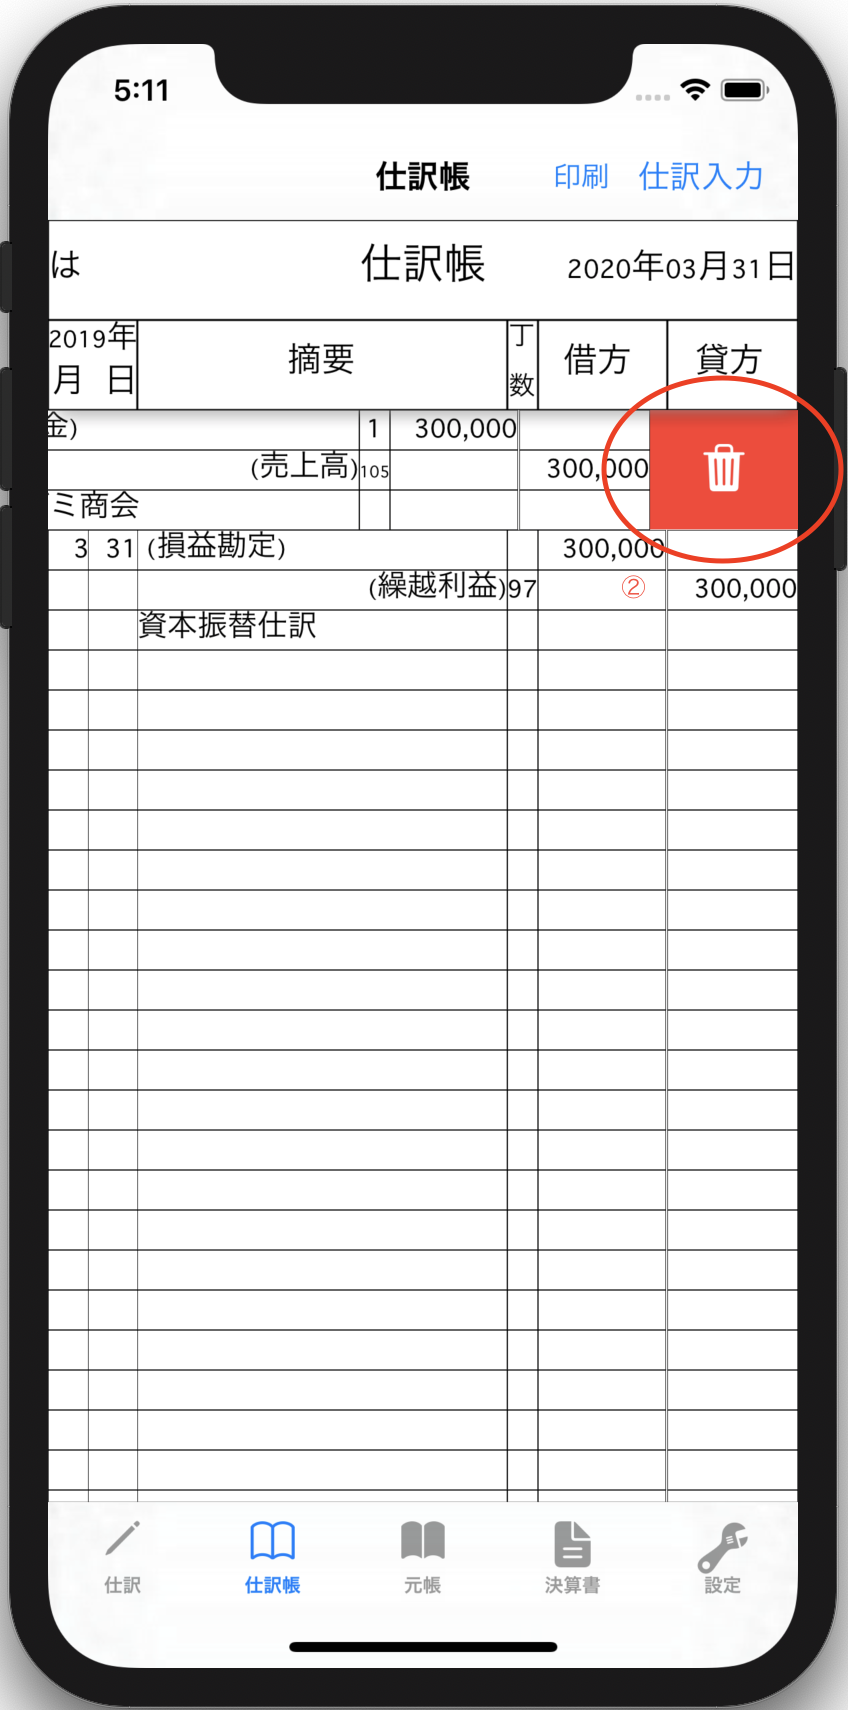 5:11
仕訳帳 印刷 仕訳入力
は 仕訳帳 2020年03月31日
2019年 摘要 丁 借方 貸方
月 日 数
金) 1 300,000
(売上高) 105 300,000
ミ商会
3 31 (損益勘定) 300,000
(繰越利益) 97 ② 300,000
資本振替仕訳
仕訳 仕訳帳 元帳 決算書 設定